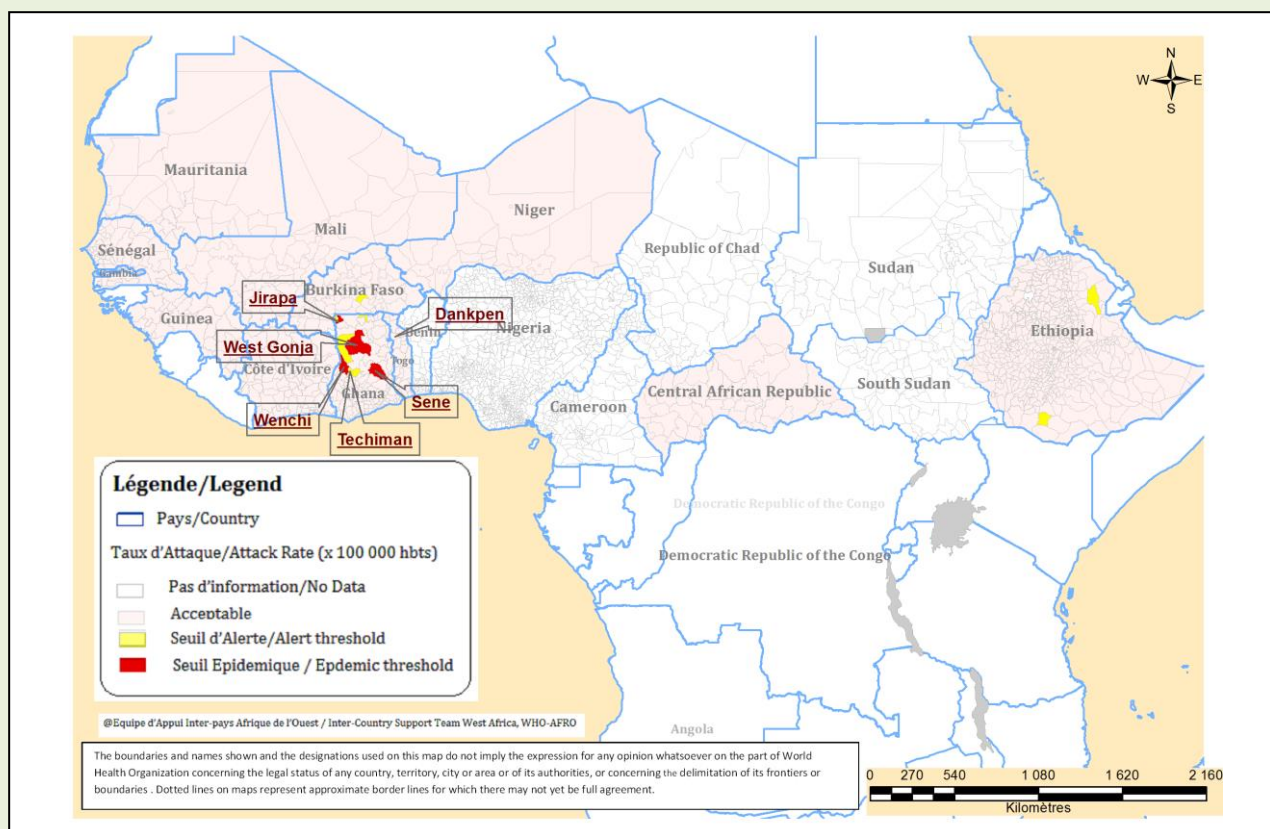 N
W
E
S
Mauritania
Mali
Niger
Sénégal
Gambia
Guinea
Burkina Faso
Jirapa
Dankpen
West Gonja
Benin
Nigeria
Togo
Côte d'Ivoire
Ghana
Wenchi
Sene
Techiman
Republic of Chad
Sudan
Ethiopia
South Sudan
Central African Republic
Cameroon
Democratic Republic of the Congo
Democratic Republic of the Congo
Angola
Légende/Legend
Pays/Country
Taux d'Attaque/Attack Rate (x 100 000 hbts)
Pas d'information/No Data
Acceptable
Seuil d'Alerte/Alert threshold
Seuil Epidemique / Epdemic threshold
@Equipe d'Appui Inter-pays Afrique de l'Ouest / Inter-Country Support Team West Africa, WHO-AFRO
The boundaries and names shown and the designations used on this map do not imply the expression for any opinion whatsoever on the part of World
Health Organization concerning the legal status of any country, territory, city or area or of its authorities, or concerning the delimitation of its frontiers or
boundaries . Dotted lines on maps represent approximate border lines for which there may not yet be full agreement.
0 270 540 1 080 1 620 2 160
Kilomètres